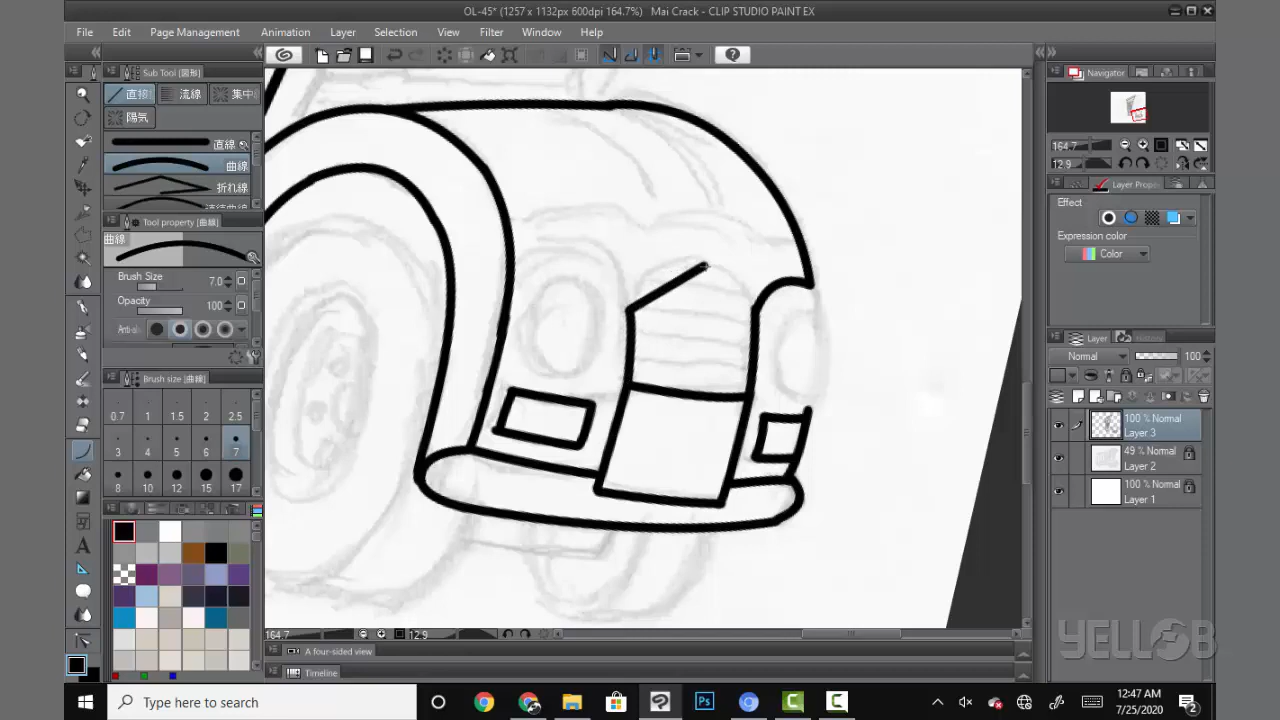 OL-45* (1257 x 1132px 600dpi 164.7%)  Mai Crack - CLIP STUDIO PAINT EX
File Edit Page Management Animation Layer Selection View Filter Window Help
Sub Tool [図形]
直線 流線 集中
陽気
直線
曲線
折れ線
Tool property [曲線]
曲線
Brush Size 7.0
Opacity 100
Brush size [曲線]
0.7 1 1.5 2 2.5
3 4 5 6 7
8 10 12 15 17
Navigator
164.7
12.9
Layer Prope
Effect
Expression color
Color
Layer History
Normal 100
100 % Normal
Layer 3
49 % Normal
Layer 2
100 % Normal
Layer 1
164.7 12.9
A four-sided view
Timeline
YELLOB
Type here to search
Ps
12:47 AM
7/25/2020
2